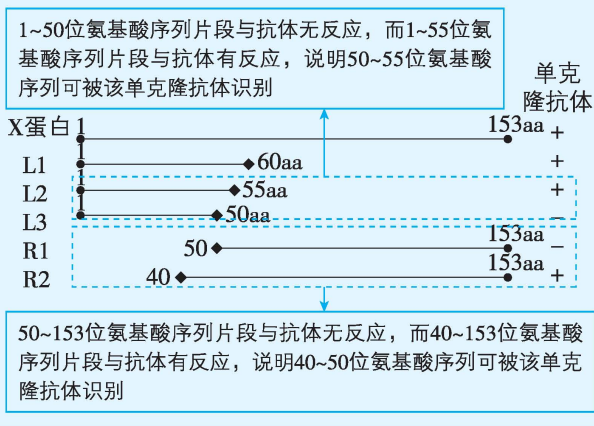 1~50位氨基酸序列片段与抗体无反应，而1~55位氨
基酸序列片段与抗体有反应，说明50~55位氨基酸
序列可被该单克隆抗体识别
单克
隆抗体
X蛋白 1 153aa +
L1 1 60aa +
L2 1 55aa +
L3 1 50aa −
R1 50 153aa −
R2 40 153aa +
50~153位氨基酸序列片段与抗体无反应，而40~153位氨基酸
序列片段与抗体有反应，说明40~50位氨基酸序列可被该单克
隆抗体识别